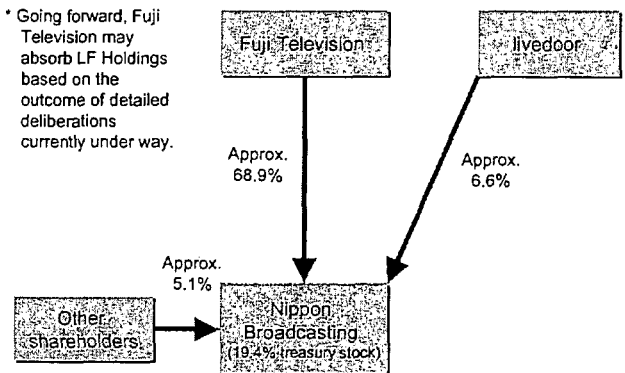 * Going forward, Fuji
Television may
absorb LF Holdings
based on the
outcome of detailed
deliberations
currently under way.
Fuji Television
livedoor
Approx.
68.9%
Approx.
6.6%
Approx.
5.1%
Other
shareholders
Nippon
Broadcasting
(19.4% treasury stock)